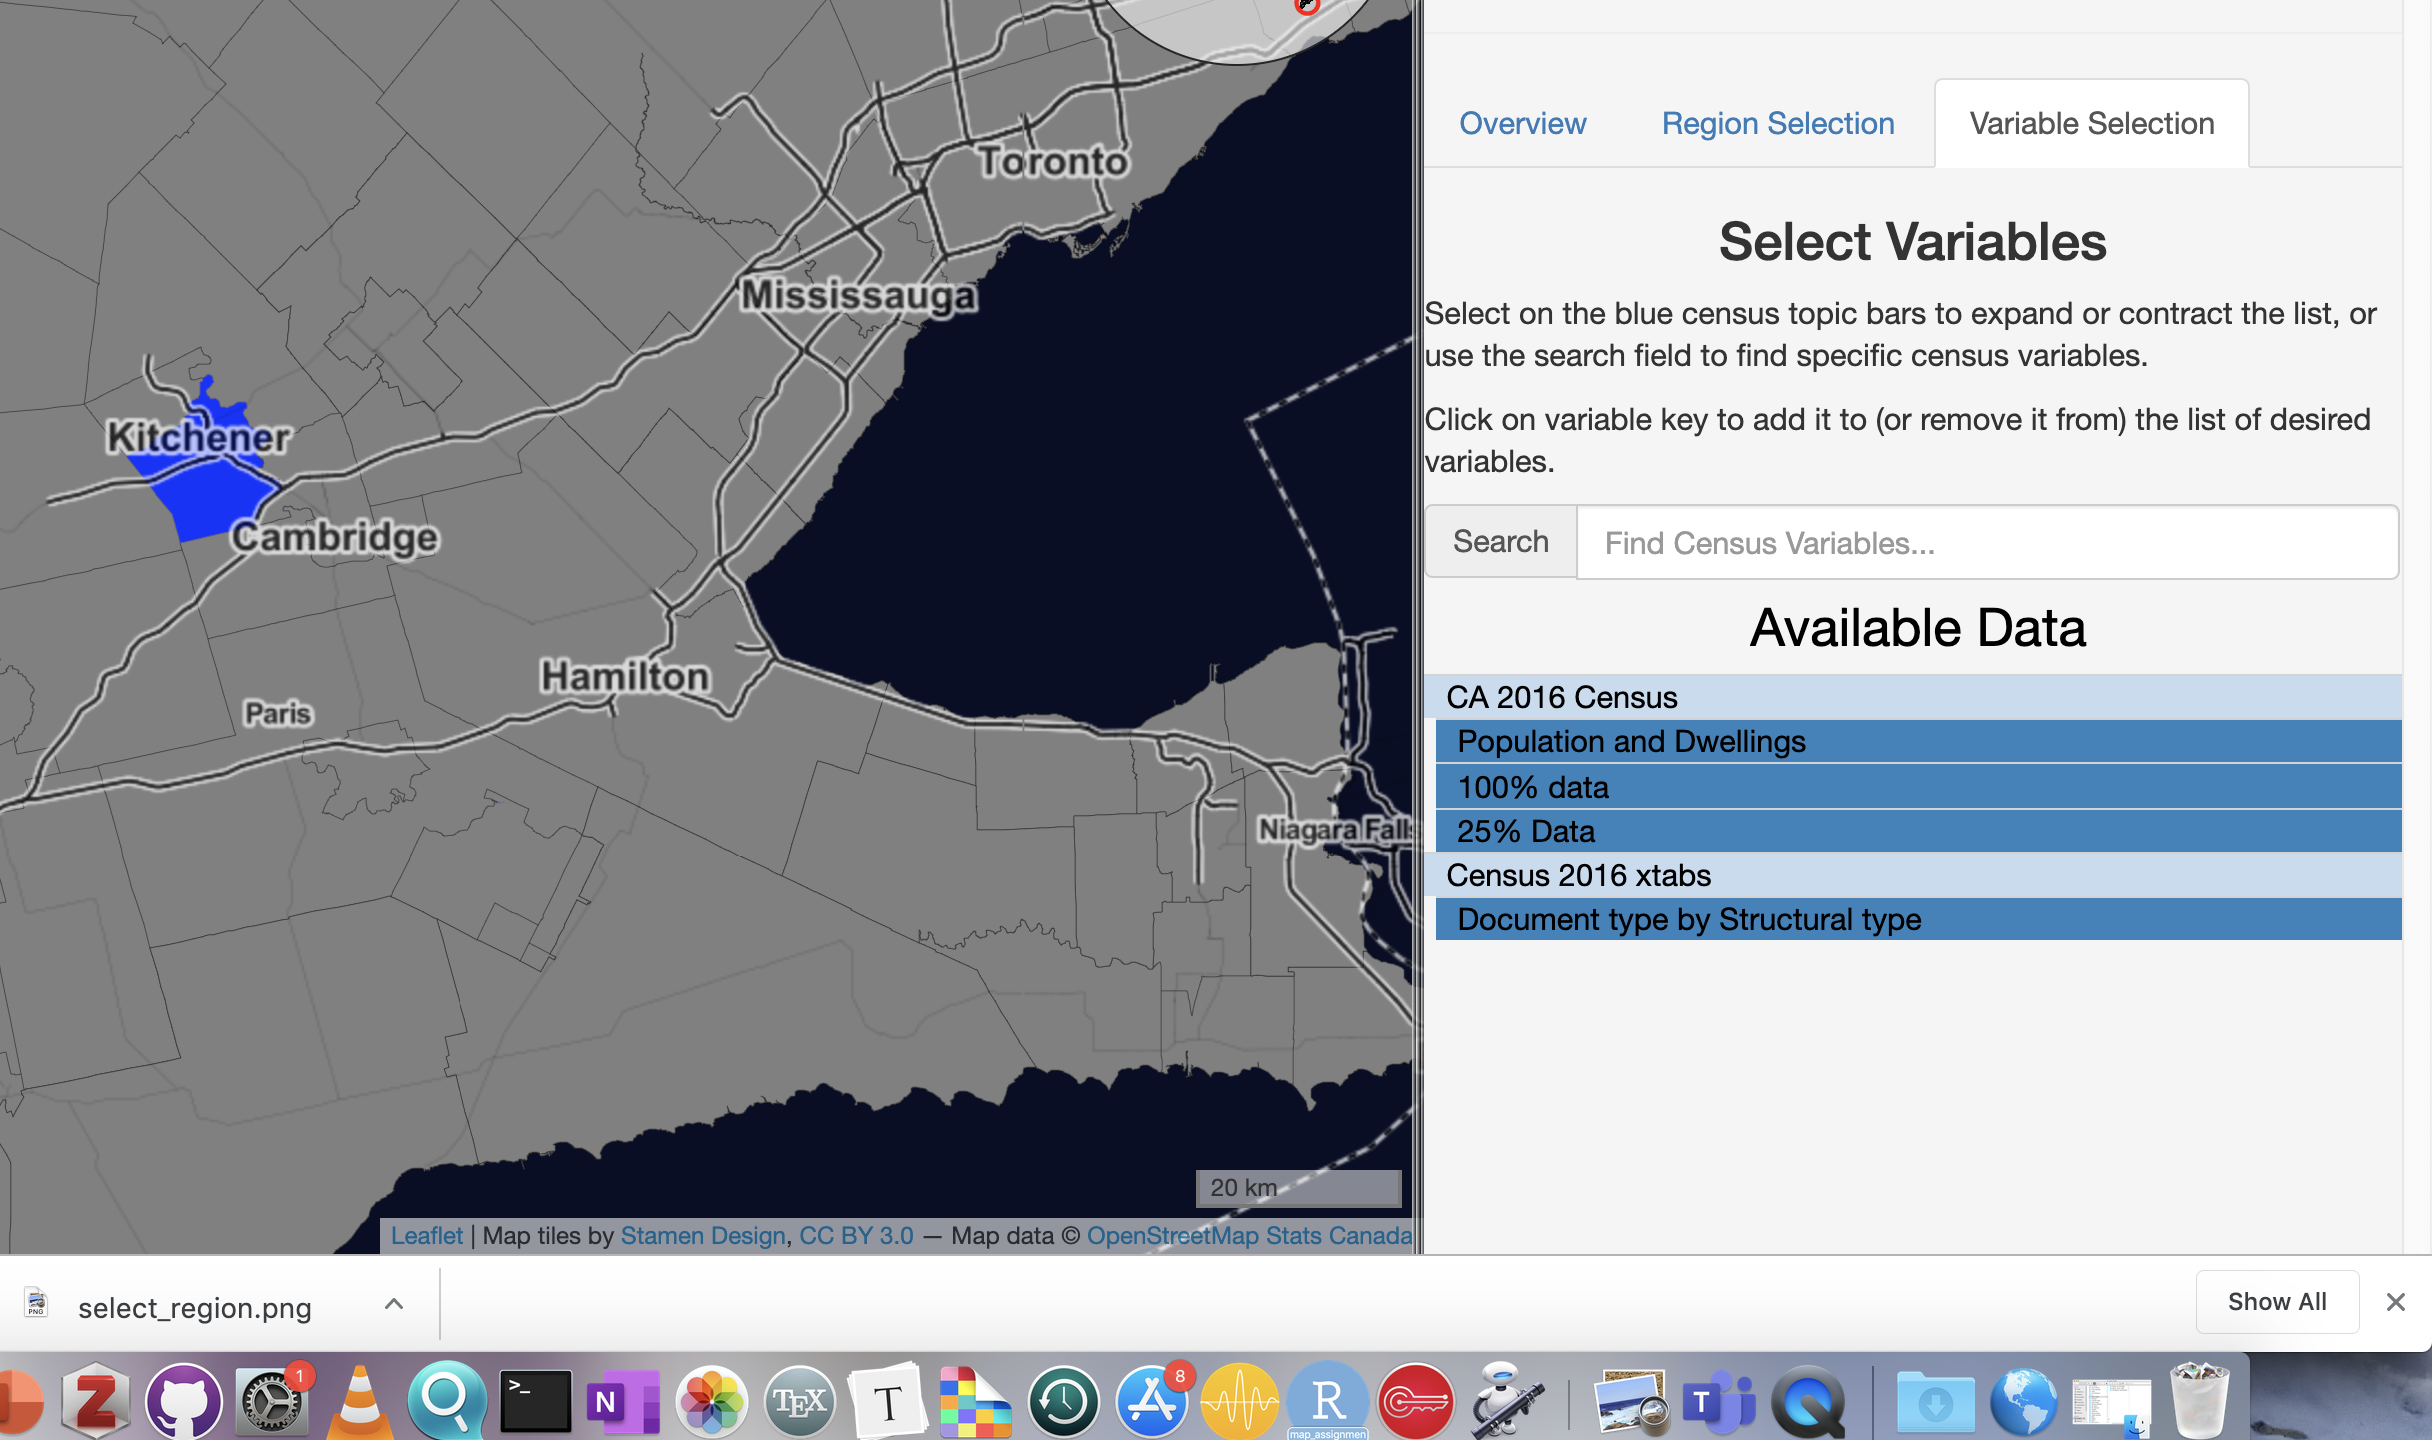 Toronto
Mississauga
Kitchener
Cambridge
Hamilton
Paris
Niagara Falls
20 km
Leaflet | Map tiles by Stamen Design, CC BY 3.0 — Map data © OpenStreetMap Stats Canada
Overview
Region Selection
Variable Selection
Select Variables
Select on the blue census topic bars to expand or contract the list, or
use the search field to find specific census variables.
Click on variable key to add it to (or remove it from) the list of desired
variables.
Search
Find Census Variables...
Available Data
CA 2016 Census
Population and Dwellings
100% data
25% Data
Census 2016 xtabs
Document type by Structural type
PNG
select_region.png
Show All
Z
1
>_
N
TEX
T
8
R
map_assignmen
T